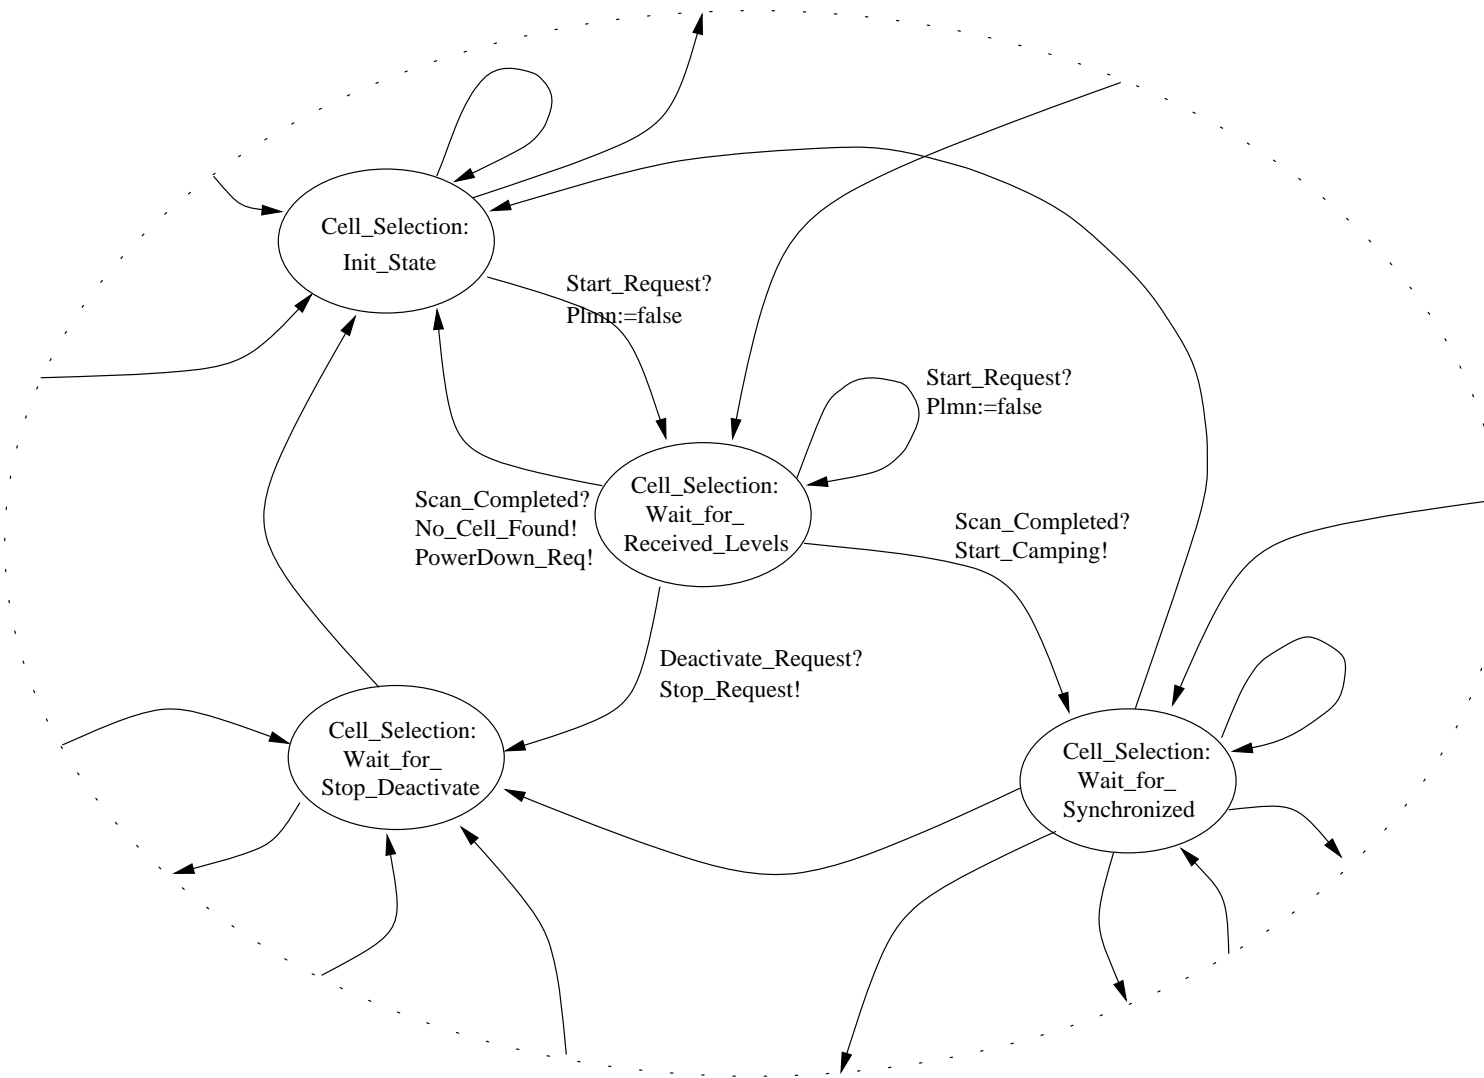 Cell_Selection:
Init_State
Start_Request?
Plmn:=false
Start_Request?
Plmn:=false
Cell_Selection:
Wait_for_
Received_Levels
Scan_Completed?
No_Cell_Found!
PowerDown_Req!
Scan_Completed?
Start_Camping!
Deactivate_Request?
Stop_Request!
Cell_Selection:
Wait_for_
Stop_Deactivate
Cell_Selection:
Wait_for_
Synchronized